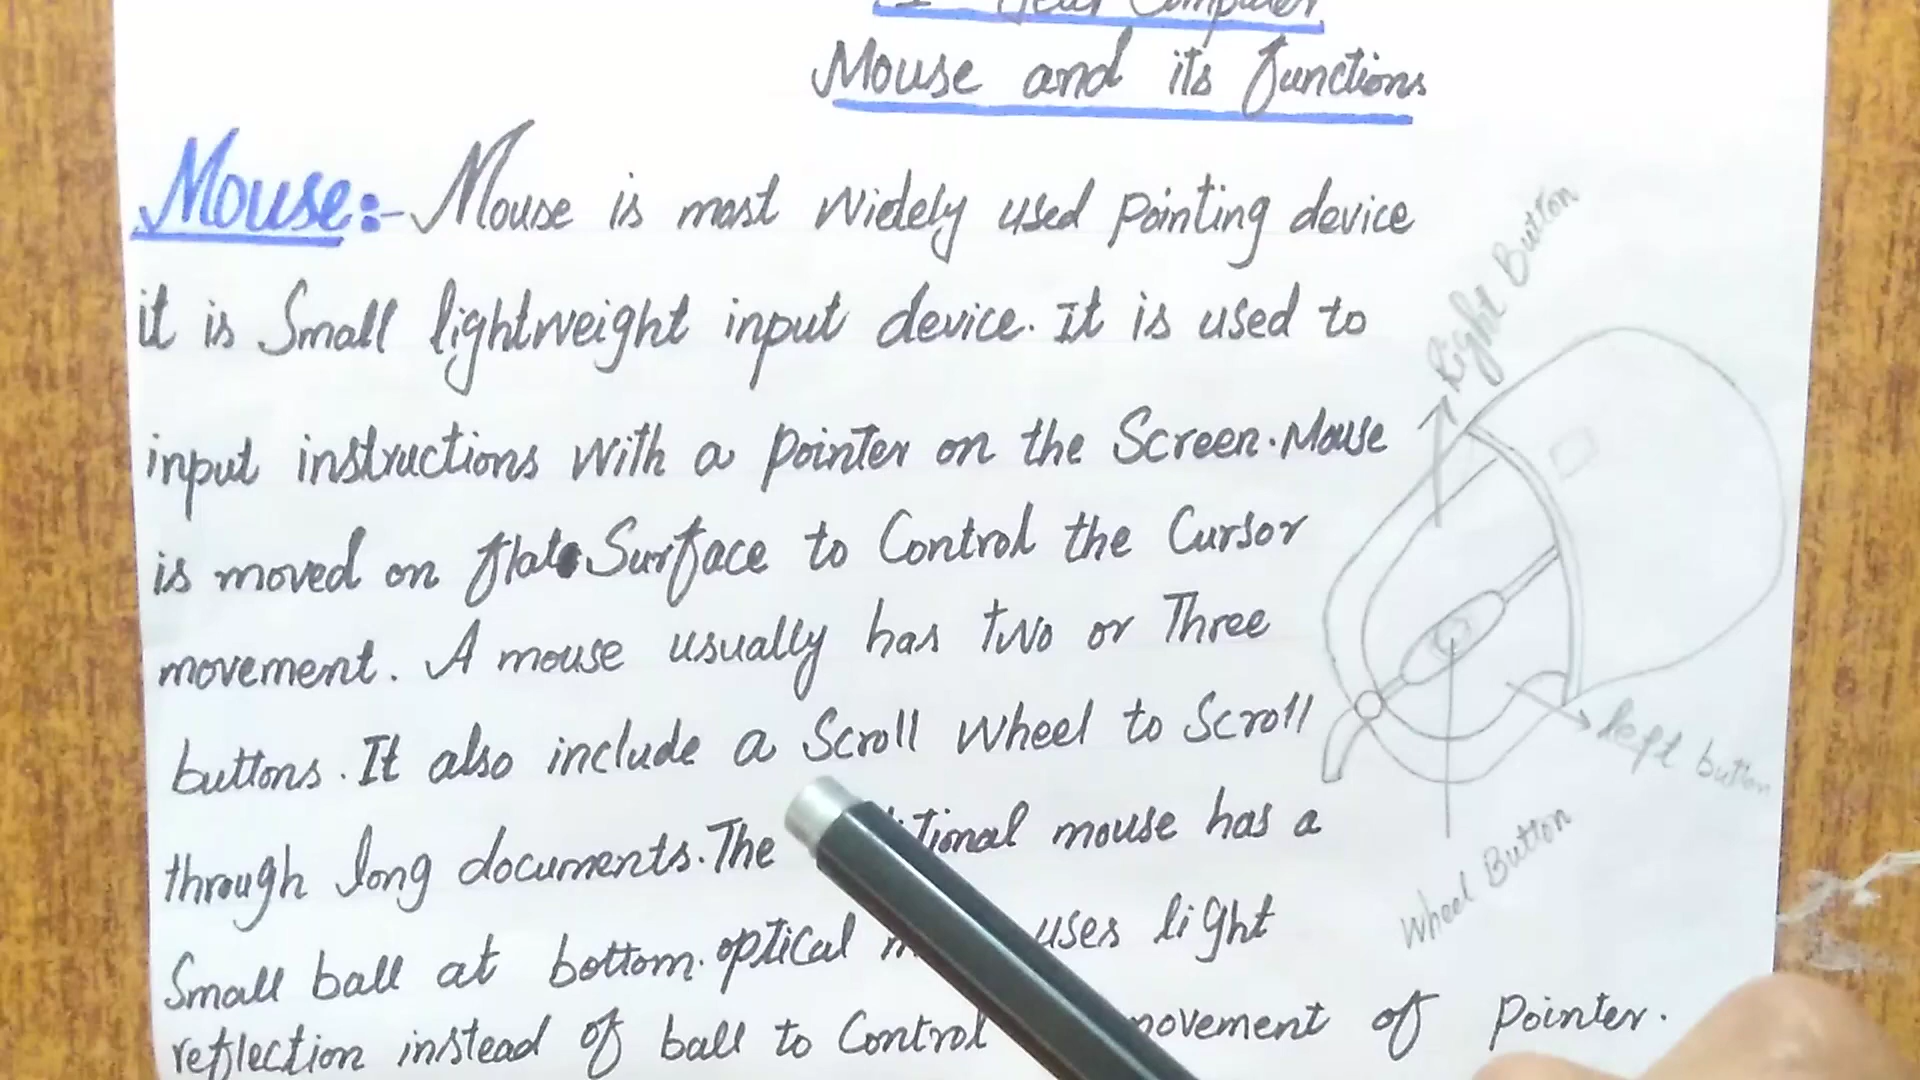 Computer
Mouse and its functions
Mouse:- Mouse is most widely used pointing device
it is Small lightweight input device. It is used to
input instructions with a pointer on the Screen. Mouse
is moved on flat Surface to Control the Cursor
movement. A mouse usually has two or Three
buttons. It also include a Scroll wheel to Scroll
through long documents. The mouse has a
Small ball at bottom. optical uses light
reflection instead of ball to Control movement of pointer.
Right Button
Left button
Wheel Button